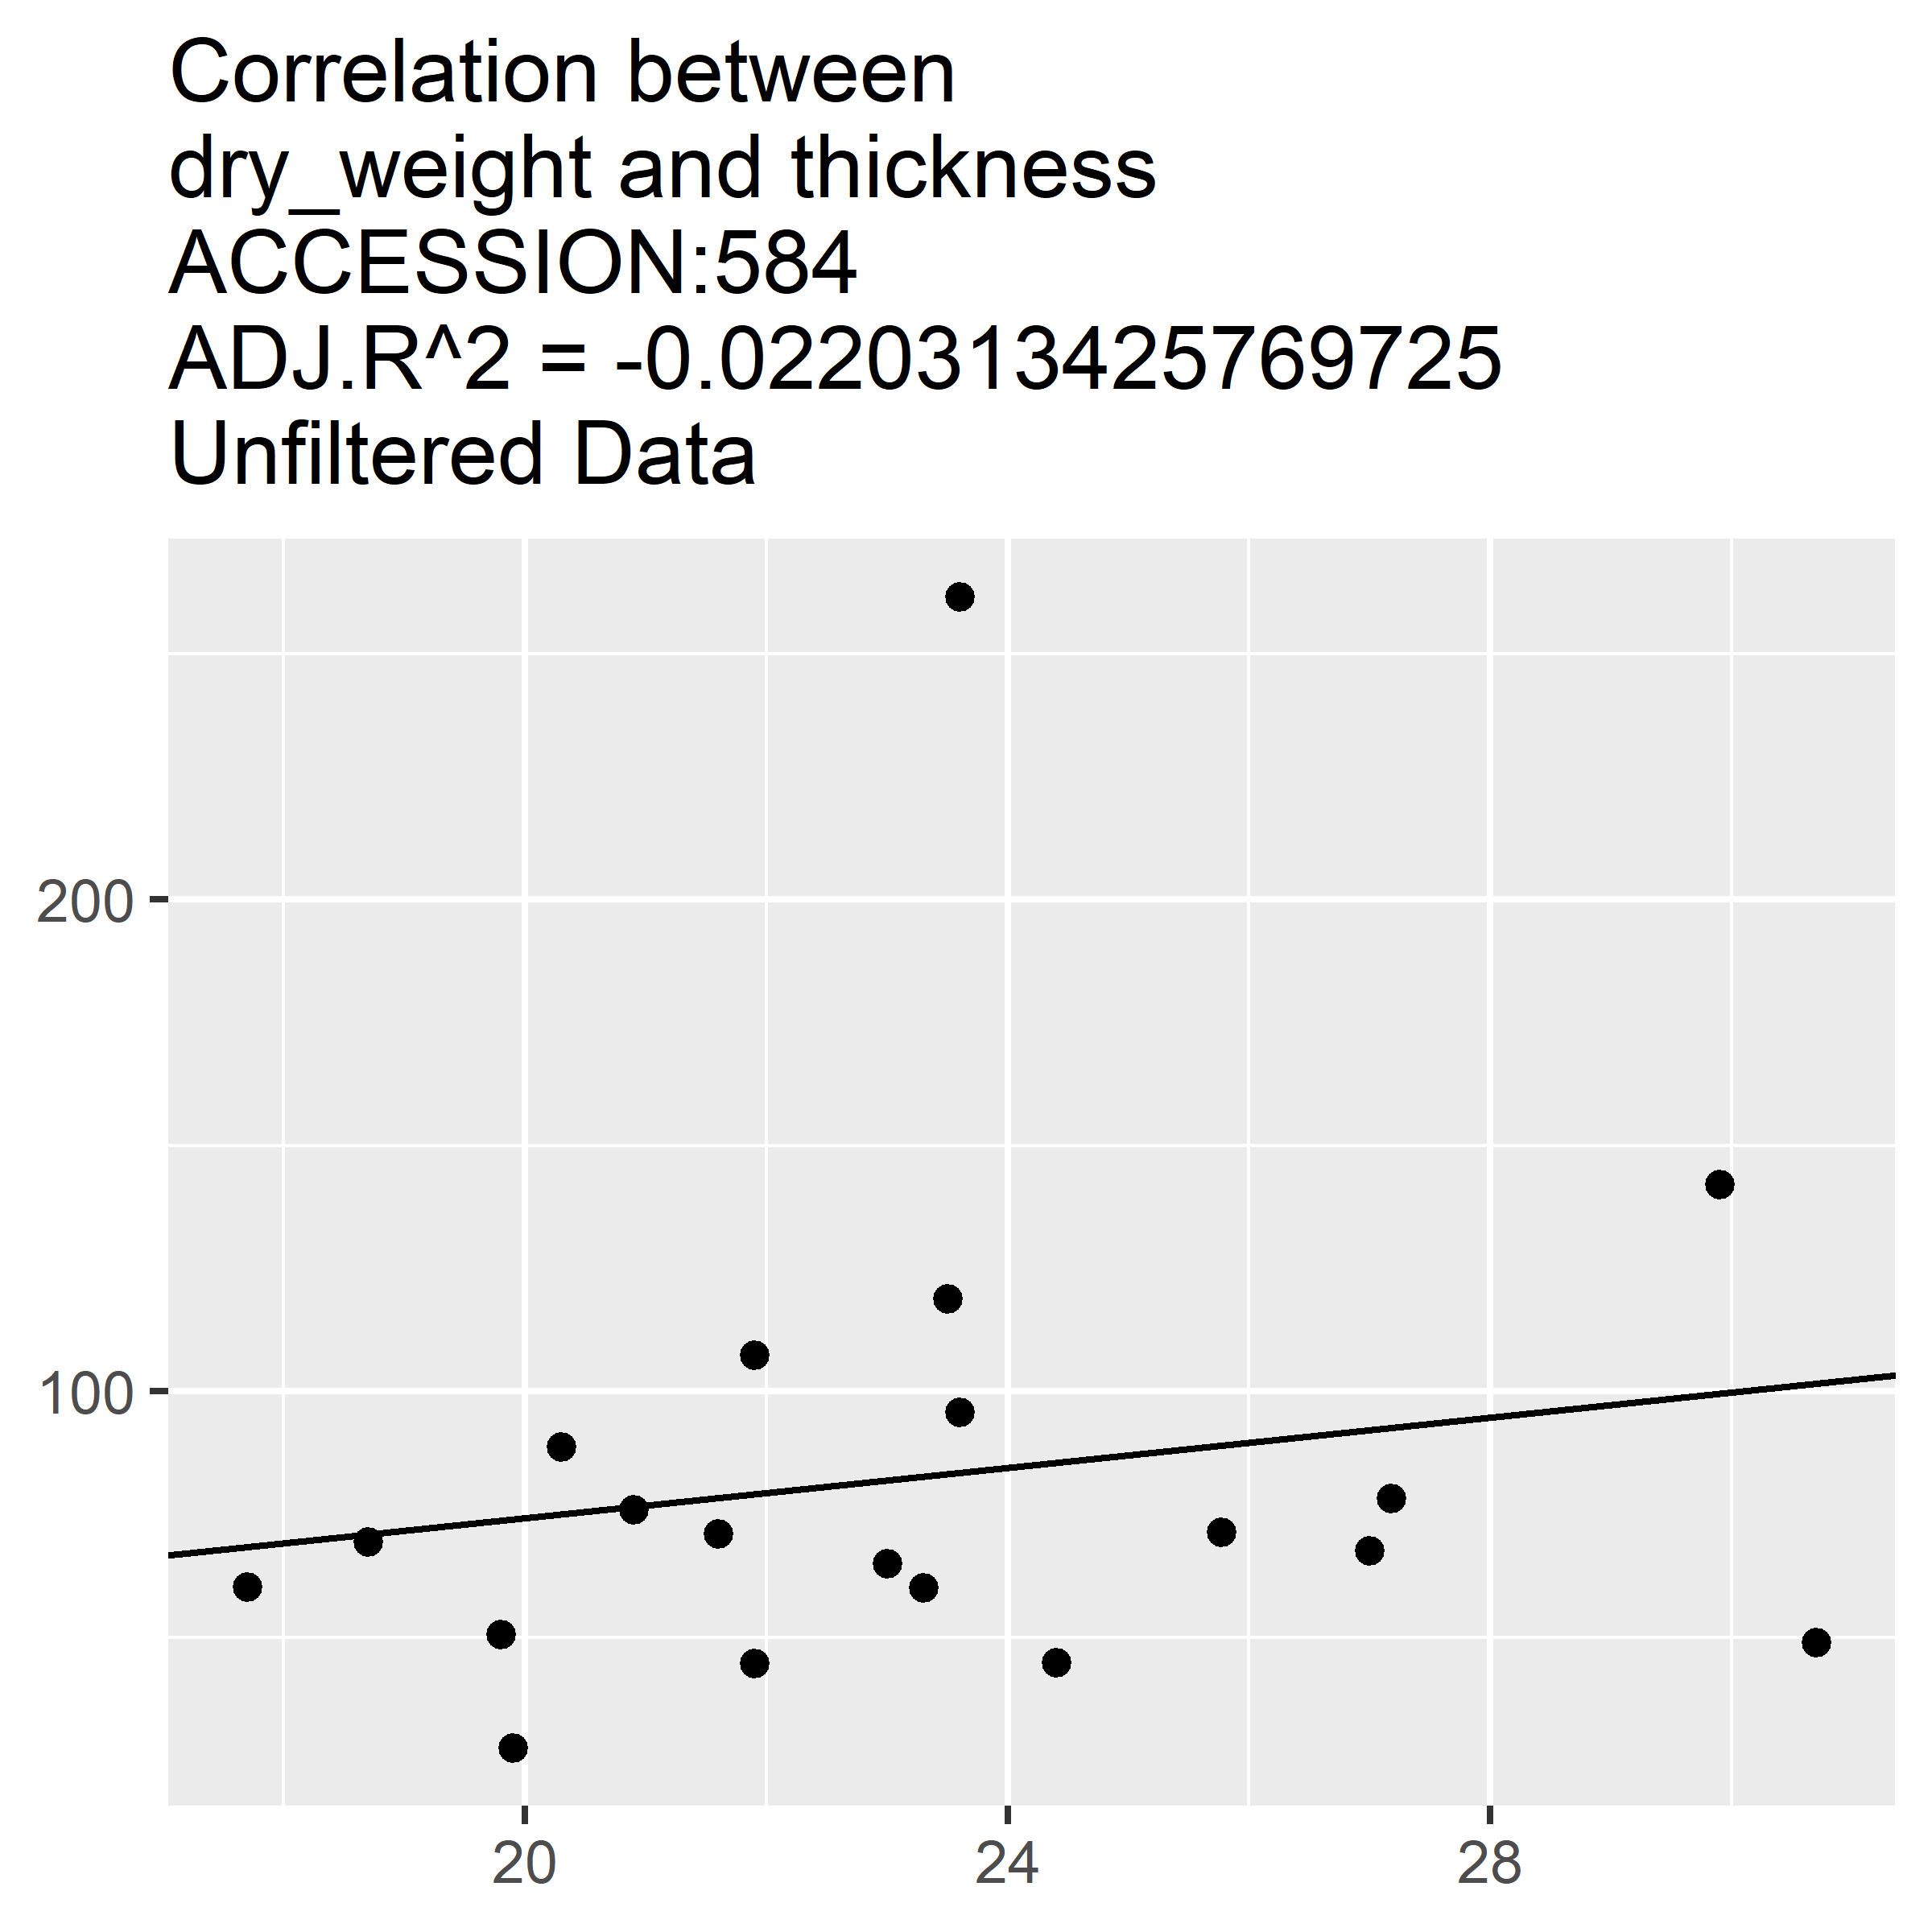 Correlation between
dry_weight and thickness
ACCESSION:584
ADJ.R^2 = -0.0220313425769725
Unfiltered Data
200
100
20 24 28